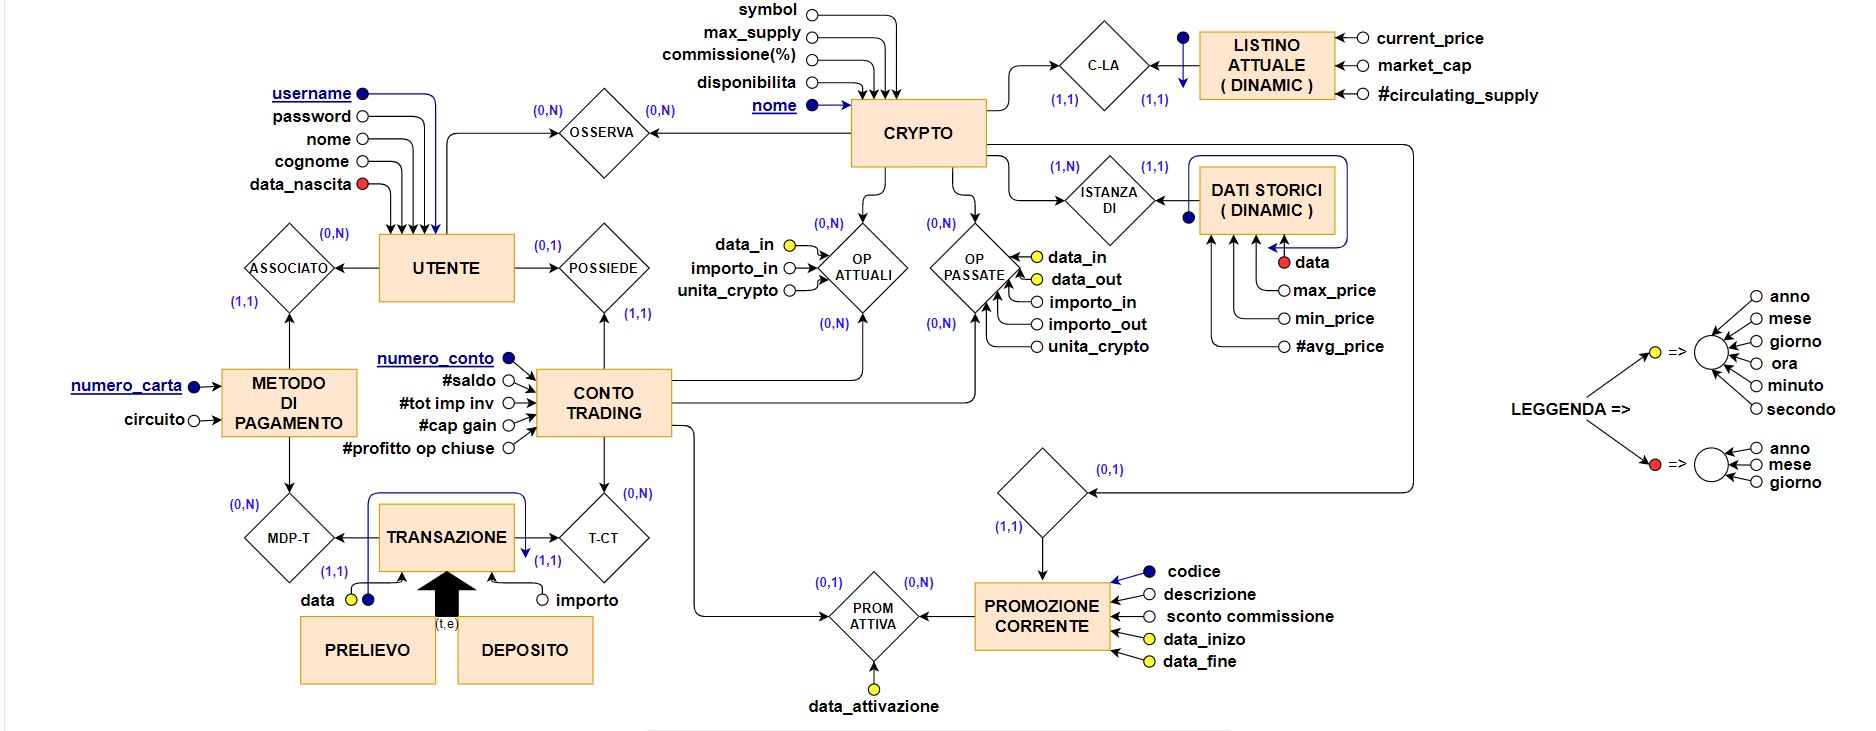 symbol
max_supply
commissione(%)
disponibilita
nome
CRYPTO
C-LA
(1,1)
(1,1)
LISTINO
ATTUALE
( DINAMIC )
current_price
market_cap
#circulating_supply
username
password
nome
cognome
data_nascita
UTENTE
(0,N)
OSSERVA
(0,N)
(1,N)
ISTANZA
DI
(1,1)
DATI STORICI
( DINAMIC )
data
max_price
min_price
#avg_price
ASSOCIATO
(0,N)
(1,1)
(0,1)
POSSIEDE
(1,1)
(0,N)
OP
ATTUALI
(0,N)
data_in
importo_in
unita_crypto
(0,N)
OP
PASSATE
(0,N)
data_in
data_out
importo_in
importo_out
unita_crypto
numero_carta
circuito
METODO
DI
PAGAMENTO
numero_conto
#saldo
#tot imp inv
#cap gain
#profitto op chiuse
CONTO
TRADING
(0,N)
MDP-T
(1,1)
TRANSAZIONE
(0,N)
T-CT
(1,1)
data
importo
(t,e)
PRELIEVO
DEPOSITO
(0,1)
(1,1)
(0,1)
PROM
ATTIVA
(0,N)
data_attivazione
PROMOZIONE
CORRENTE
codice
descrizione
sconto commissione
data_inizo
data_fine
LEGGENDA =>
=>
anno
mese
giorno
ora
minuto
secondo
=>
anno
mese
giorno